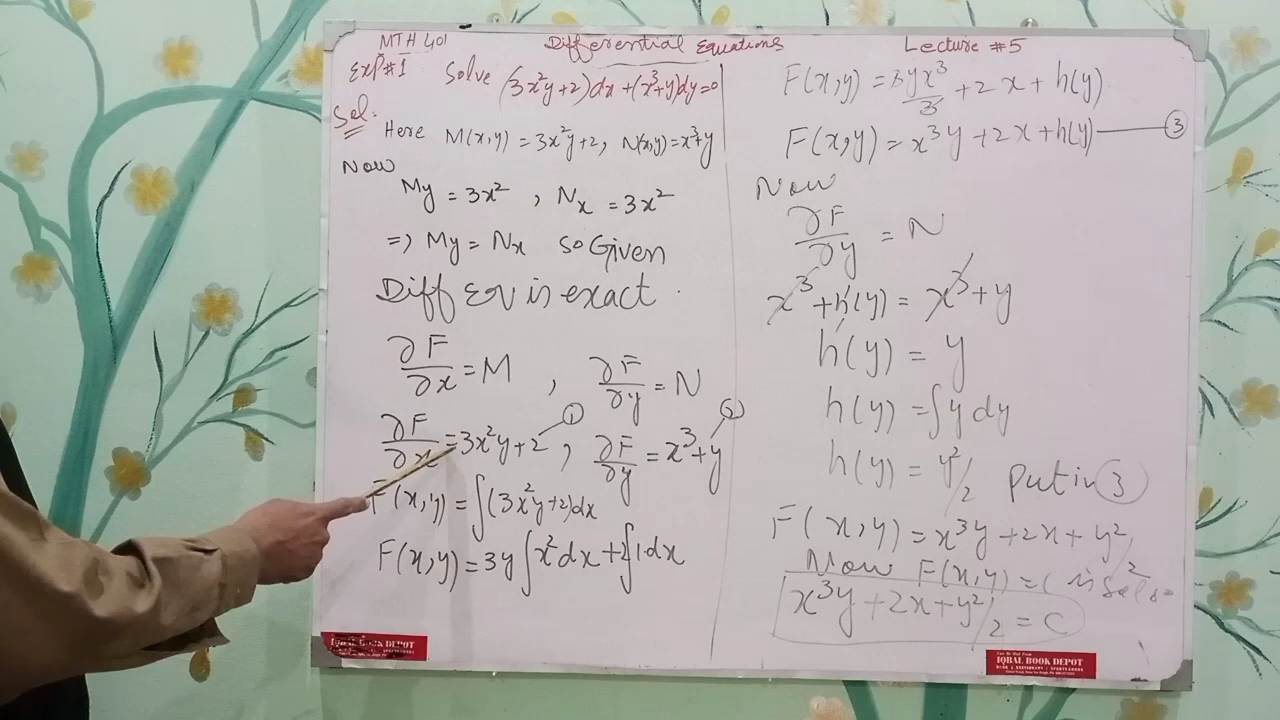 MTH 401
Differential Equations
Lecture #5
Exp#1 Solve (3x²y+2)dx+(x³+y)dy=0
Sol:
Here M(x,y) = 3x²y+2, N(x,y)=x³+y
Now
My = 3x² , Nx = 3x²
=> My = Nx so Given
Diff Eq is exact.
∂F/∂x = M , ∂F/∂y = N
∂F/∂x = 3x²y+2 ①, ∂F/∂y = x³+y ②
F(x,y) = ∫(3x²y+2)dx
F(x,y) = 3y∫x²dx+2∫1dx
F(x,y) = 3yx³/3 +2x+h(y)
F(x,y) = x³y+2x+h(y) ③
Now
∂F/∂y = N
x³+h'(y) = x³+y
h'(y) = y
h(y) = ∫y dy
h(y) = y²/2 Put in ③
F(x,y) = x³y+2x+y²/2
Now F(x,y) = C is Sol
x³y+2x+y²/2 = C
IQBAL BOOK DEPOT
IQBAL BOOK DEPOT